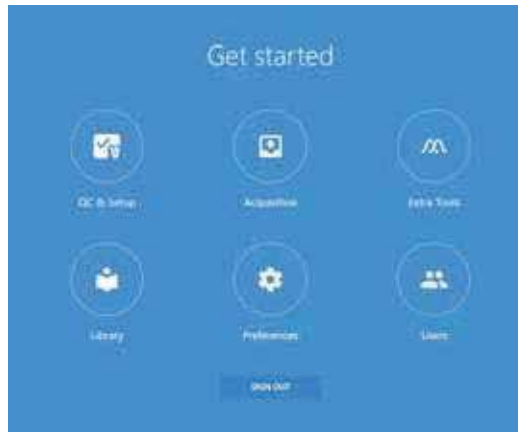 Get started
QC & Setup
Acquisition
Extra Tools
Library
Preferences
Users
SIGN OUT